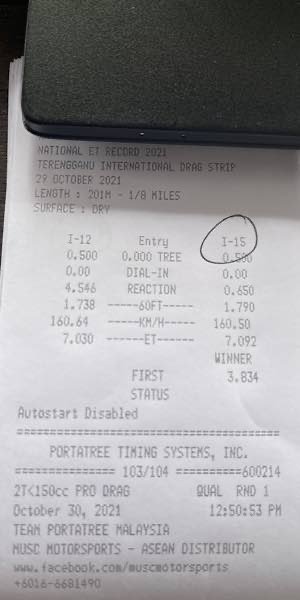 NATIONAL ET RECORD 2021
TERENGGANU INTERNATIONAL DRAG STRIP
29 OCTOBER 2021
LENGTH : 201M - 1/8 MILES
SURFACE : DRY
I-12 Entry I-15
0.500 0.000 TREE 0.500
0.00 DIAL-IN 0.00
4.546 REACTION 0.650
1.738 -----60FT----- 1.790
160.64 -----KM/H----- 160.50
7.030 ------ET------ 7.092
WINNER
FIRST 3.834
STATUS
Autostart Disabled
========================================
PORTATREE TIMING SYSTEMS, INC.
=============== 103/104 ==========600214
2T<150cc PRO DRAG QUAL RND 1
October 30, 2021 12:50:53 PM
TEAM PORTATREE MALAYSIA
MUSC MOTORSPORTS - ASEAN DISTRIBUTOR
www.facebook.com/muscmotorsports
+6016-6681490